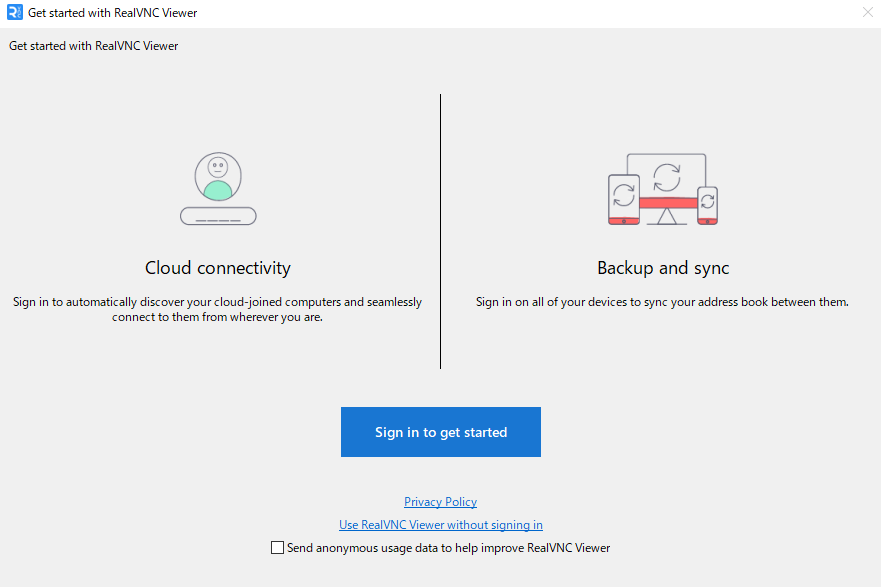 Get started with RealVNC Viewer
Get started with RealVNC Viewer
Cloud connectivity
Sign in to automatically discover your cloud-joined computers and seamlessly
connect to them from wherever you are.
Backup and sync
Sign in on all of your devices to sync your address book between them.
Sign in to get started
Privacy Policy
Use RealVNC Viewer without signing in
Send anonymous usage data to help improve RealVNC Viewer